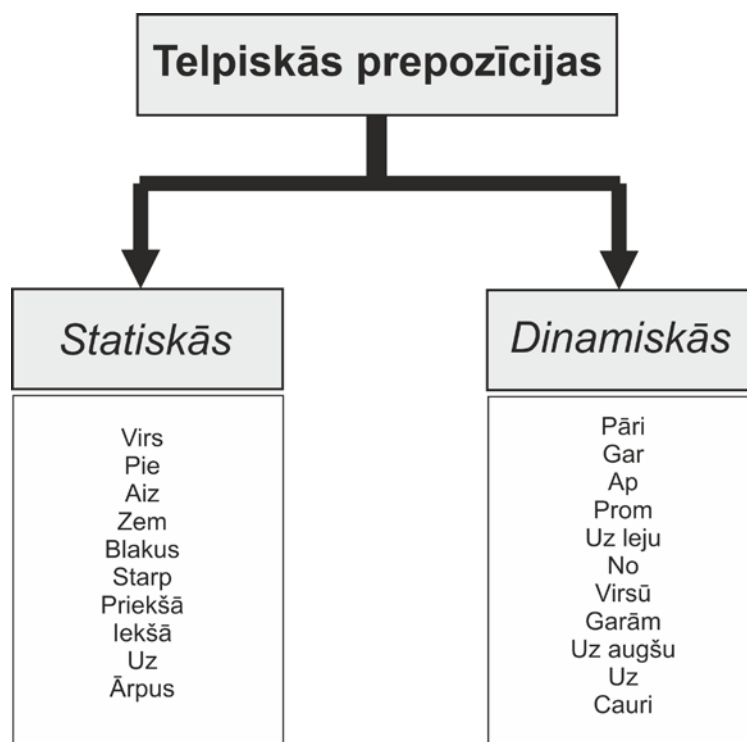 Telpiskās prepozīcijas
Statiskās
Virs
Pie
Aiz
Zem
Blakus
Starp
Priekšā
Iekšā
Uz
Ārpus
Dinamiskās
Pāri
Gar
Ap
Prom
Uz leju
No
Virsū
Garām
Uz augšu
Uz
Cauri